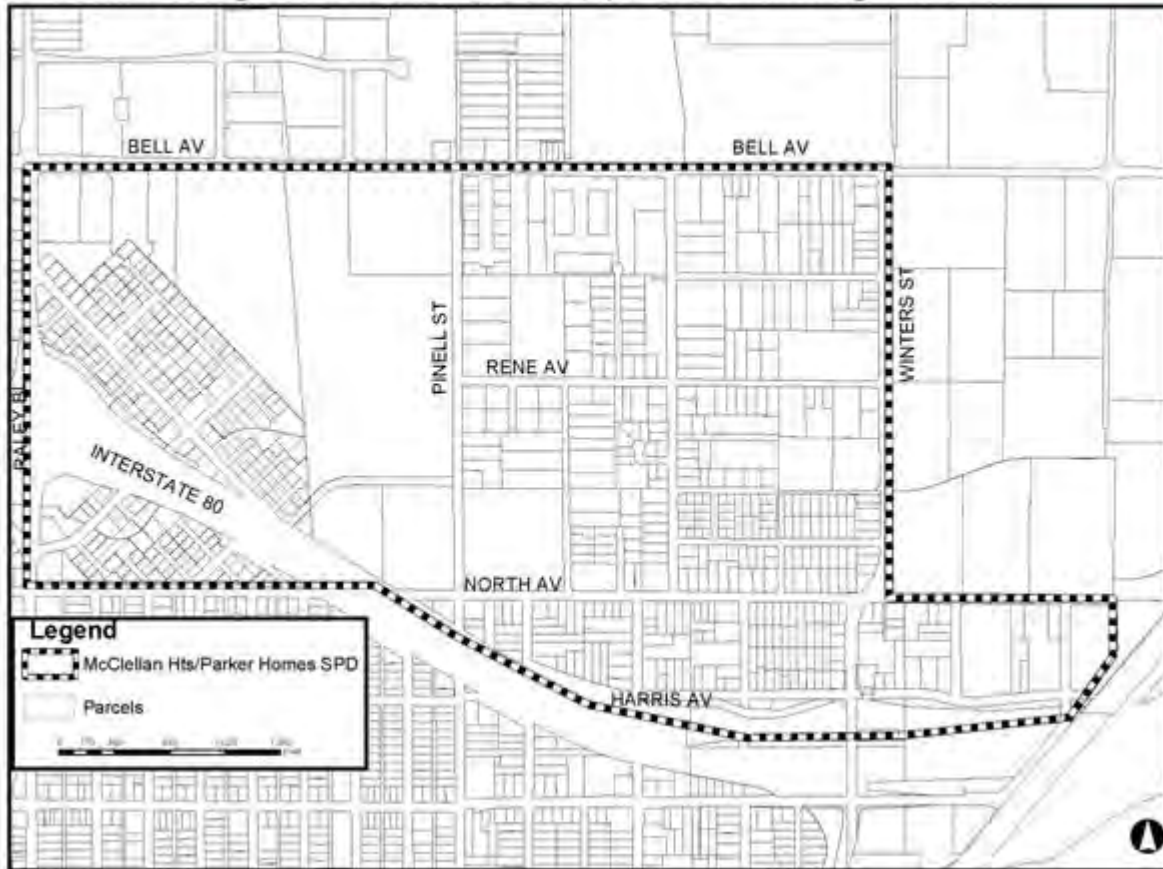 BELL AV
BELL AV
PINELL ST
WINTERS ST
RENE AV
RALEY BL
INTERSTATE 80
NORTH AV
HARRIS AV
Legend
McClellan Hts/Parker Homes SPD
Parcels